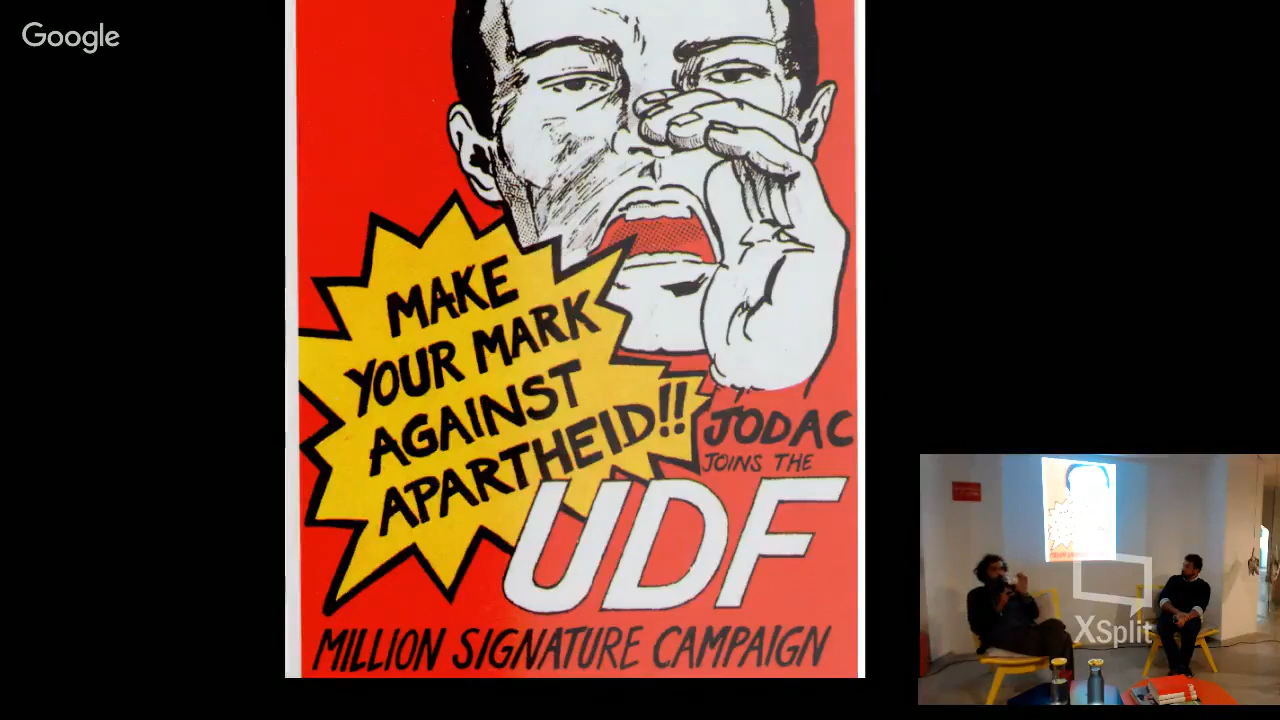 Google
MAKE
YOUR MARK
AGAINST
APARTHEID!!
JODAC
JOINS THE
UDF
MILLION SIGNATURE CAMPAIGN
XSplit